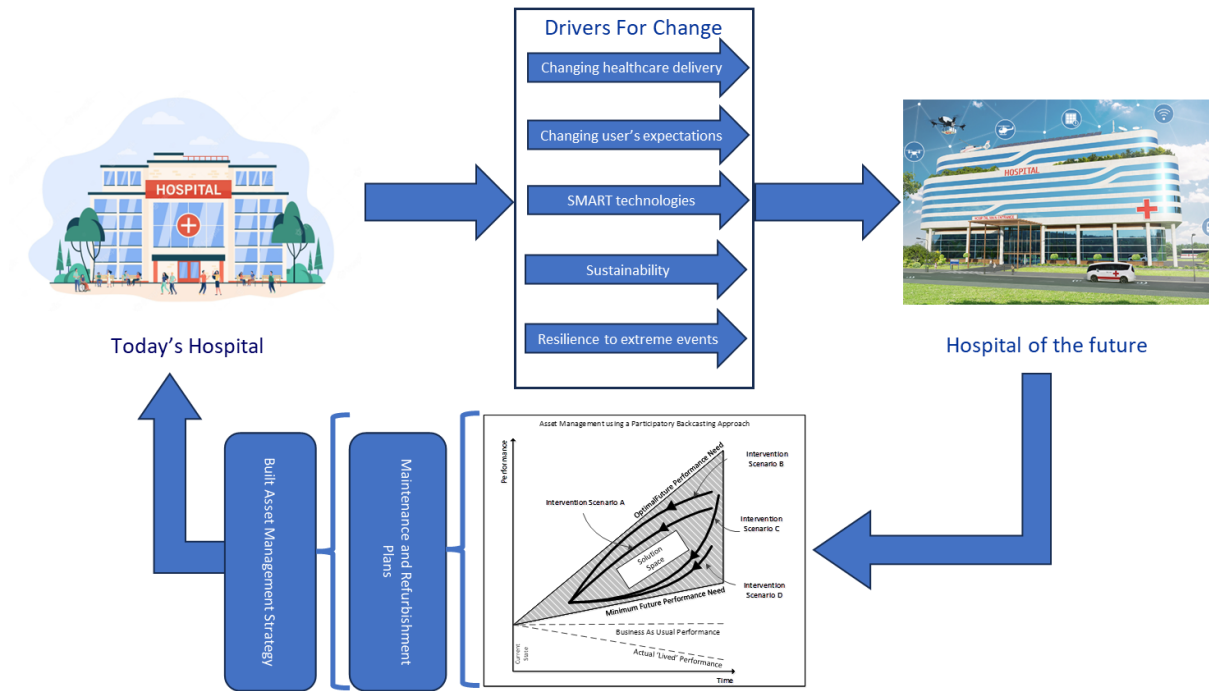 Drivers For Change
Changing healthcare delivery
Changing user's expectations
SMART technologies
Sustainability
Resilience to extreme events
HOSPITAL
Today's Hospital
HOSPITAL
Hospital of the future
Built Asset Management Strategy
Maintenance and Refurbishment
Plans
Asset Management using a Participatory Backcasting Approach
Performance
OptimalFuture Performance Need
Intervention
Scenario B
Intervention Scenario A
Intervention
Scenario C
Solution
Space
Intervention
Scenario D
Minimum Future Performance Need
Business As Usual Performance
Actual 'Lived' Performance
Current
State
Time